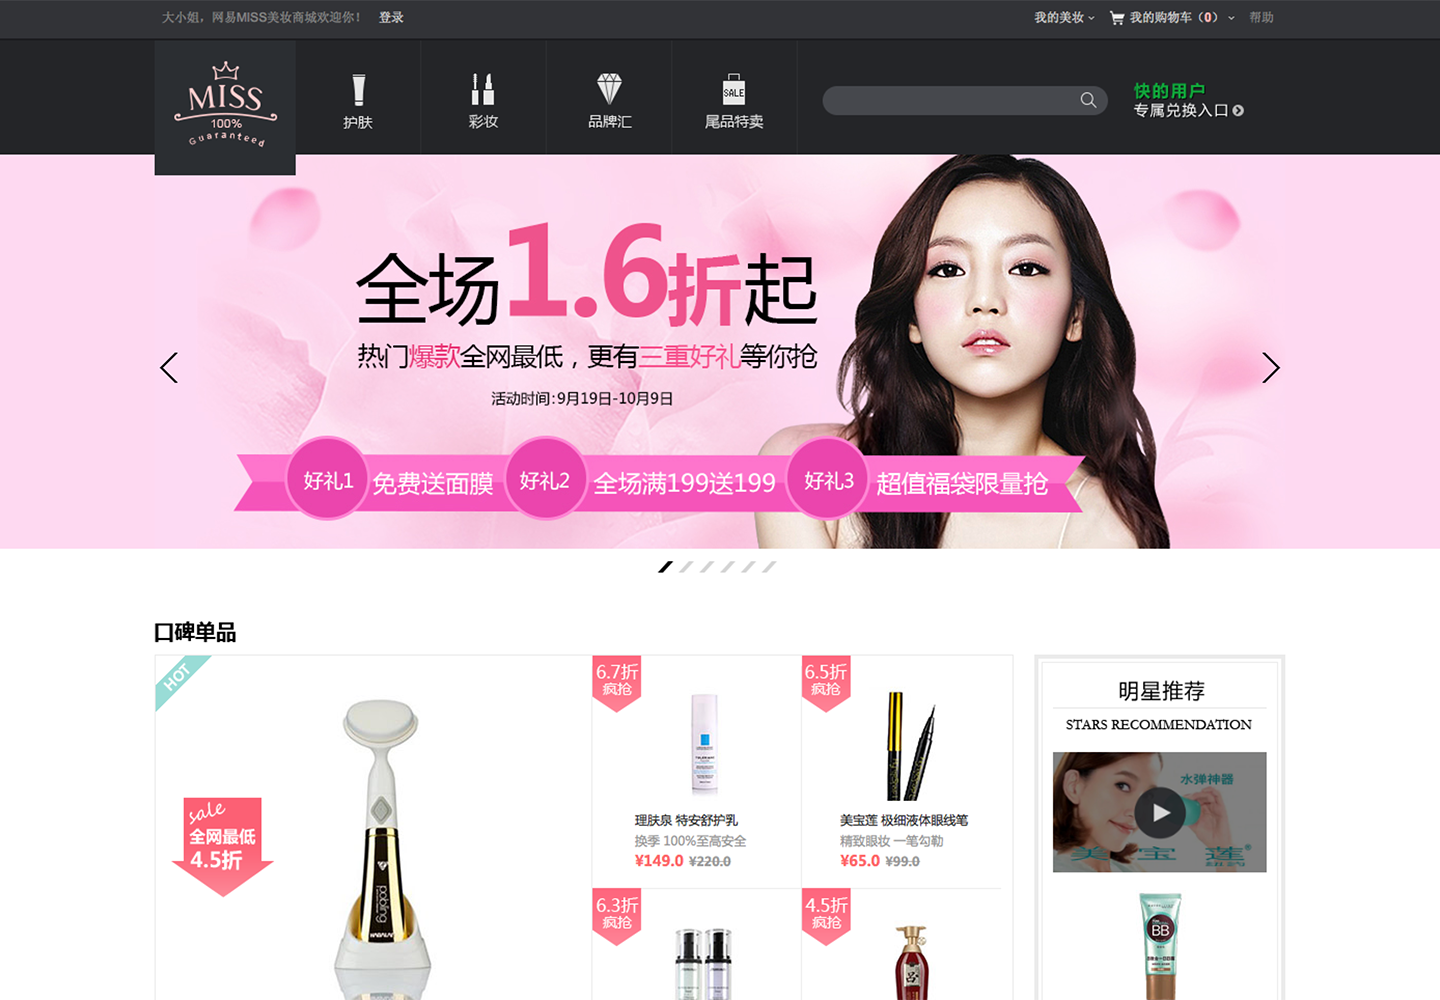 大小姐，网易MISS美妆商城欢迎你！ 登录
我的美妆 我的购物车（0） 帮助
MISS
100%
Guaranteed
护肤
彩妆
品牌汇
SALE
尾品特卖
快的用户
专属兑换入口
全场1.6折起
热门爆款全网最低，更有三重好礼等你抢
活动时间:9月19日-10月9日
好礼1 免费送面膜 好礼2 全场满199送199 好礼3 超值福袋限量抢
口碑单品
HOT
sale
全网最低
4.5折
pobling
6.7折
疯抢
理肤泉 特安舒护乳
换季 100%至高安全
¥149.0 ¥220.0
6.5折
疯抢
美宝莲 极细液体眼线笔
精致眼妆 一笔勾勒
¥65.0 ¥99.0
6.3折
疯抢
4.5折
疯抢
吕
明星推荐
STARS RECOMMENDATION
水弹神器
美宝莲
纽约
BB